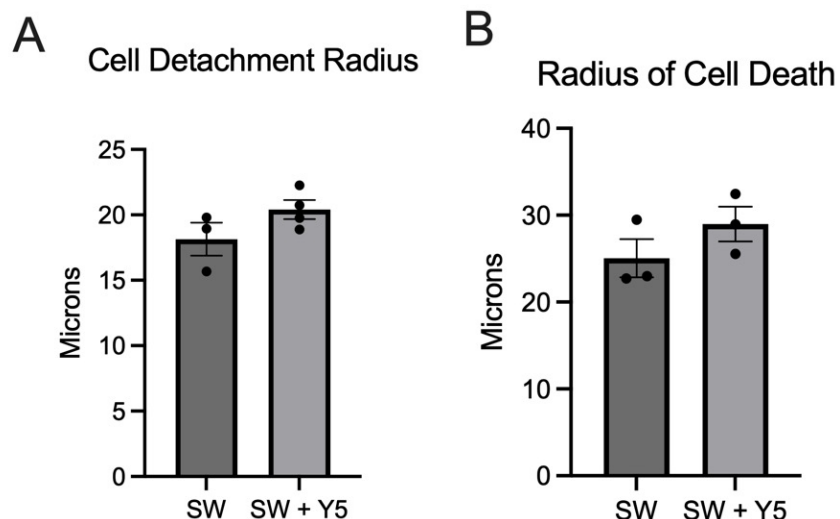 A
Cell Detachment Radius
Microns
25
20
15
10
5
0
SW
SW + Y5
B
Radius of Cell Death
Microns
40
30
20
10
0
SW
SW + Y5